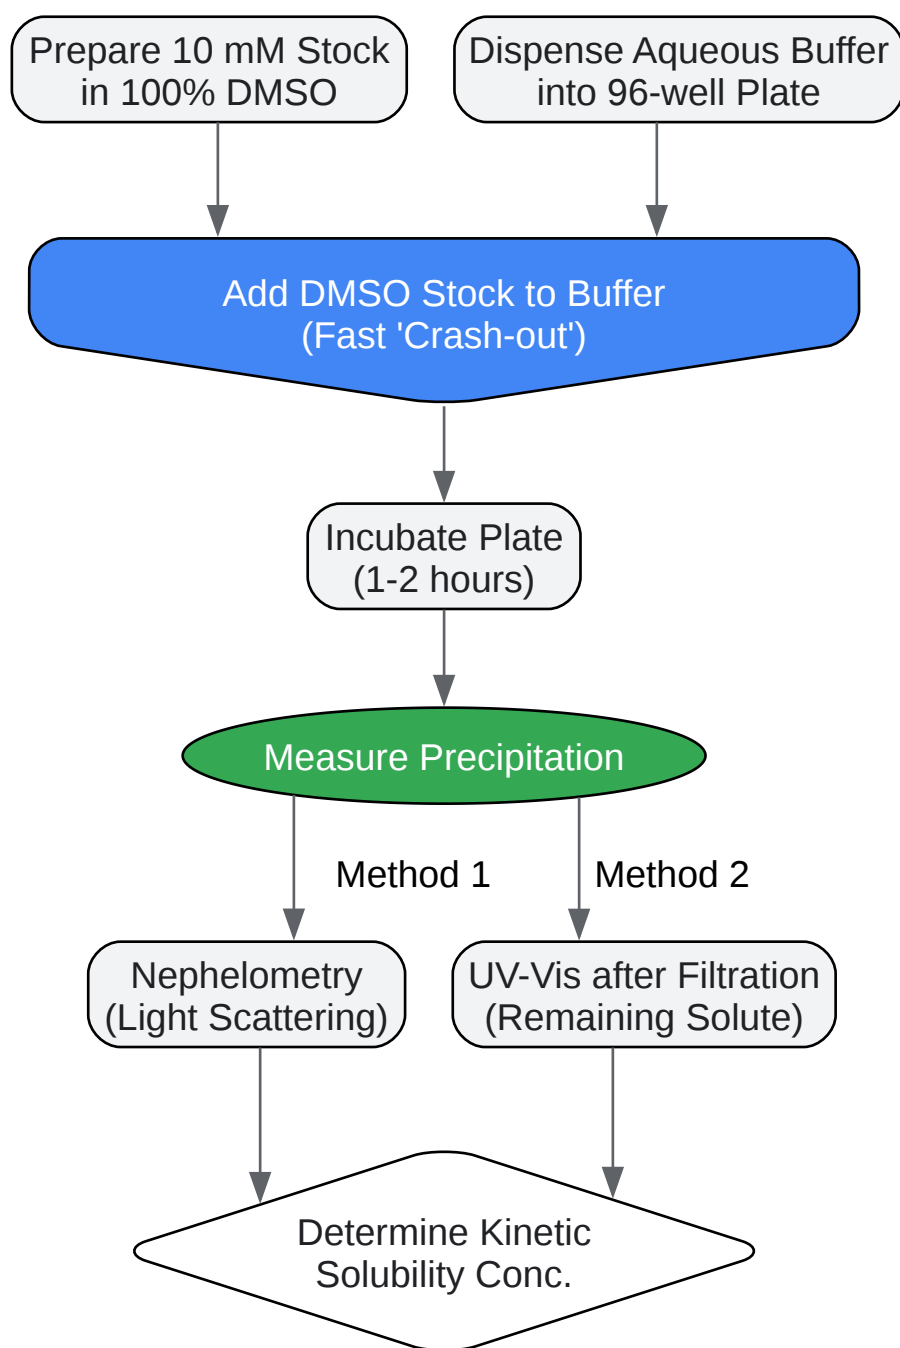 Prepare 10 mM Stock
in 100% DMSO
Dispense Aqueous Buffer
into 96-well Plate
Add DMSO Stock to Buffer
(Fast 'Crash-out')
Incubate Plate
(1-2 hours)
Measure Precipitation
Method 1
Method 2
Nephelometry
(Light Scattering)
UV-Vis after Filtration
(Remaining Solute)
Determine Kinetic
Solubility Conc.